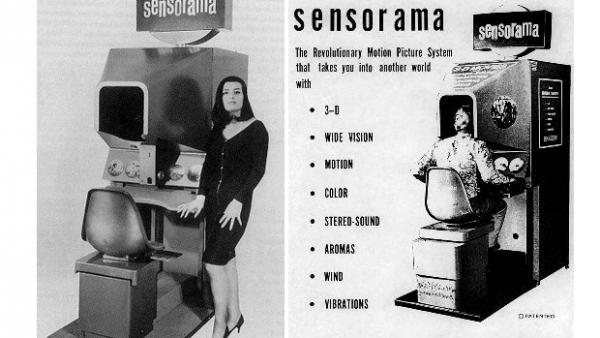 sensorama
sensorama
sensorama
The Revolutionary Motion Picture System
that takes you into another world
with
• 3-D
• WIDE VISION
• MOTION
• COLOR
• STEREO-SOUND
• AROMAS
• WIND
• VIBRATIONS
PATENTED